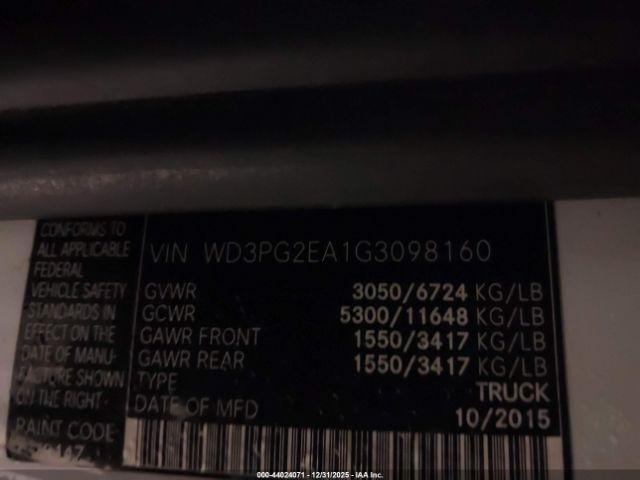 CONFORMS TO
ALL APPLICABLE
FEDERAL
VEHICLE SAFETY
STANDARDS IN
EFFECT ON THE
DATE OF MANU-
FACTURE SHOWN
ON THE RIGHT.
PAINT CODE
VIN WD3PG2EA1G3098160
GVWR 3050/6724 KG/LB
GCWR 5300/11648 KG/LB
GAWR FRONT 1550/3417 KG/LB
GAWR REAR 1550/3417 KG/LB
TYPE TRUCK
DATE OF MFD 10/2015
000-44024071 - 12/31/2025 - IAA Inc.